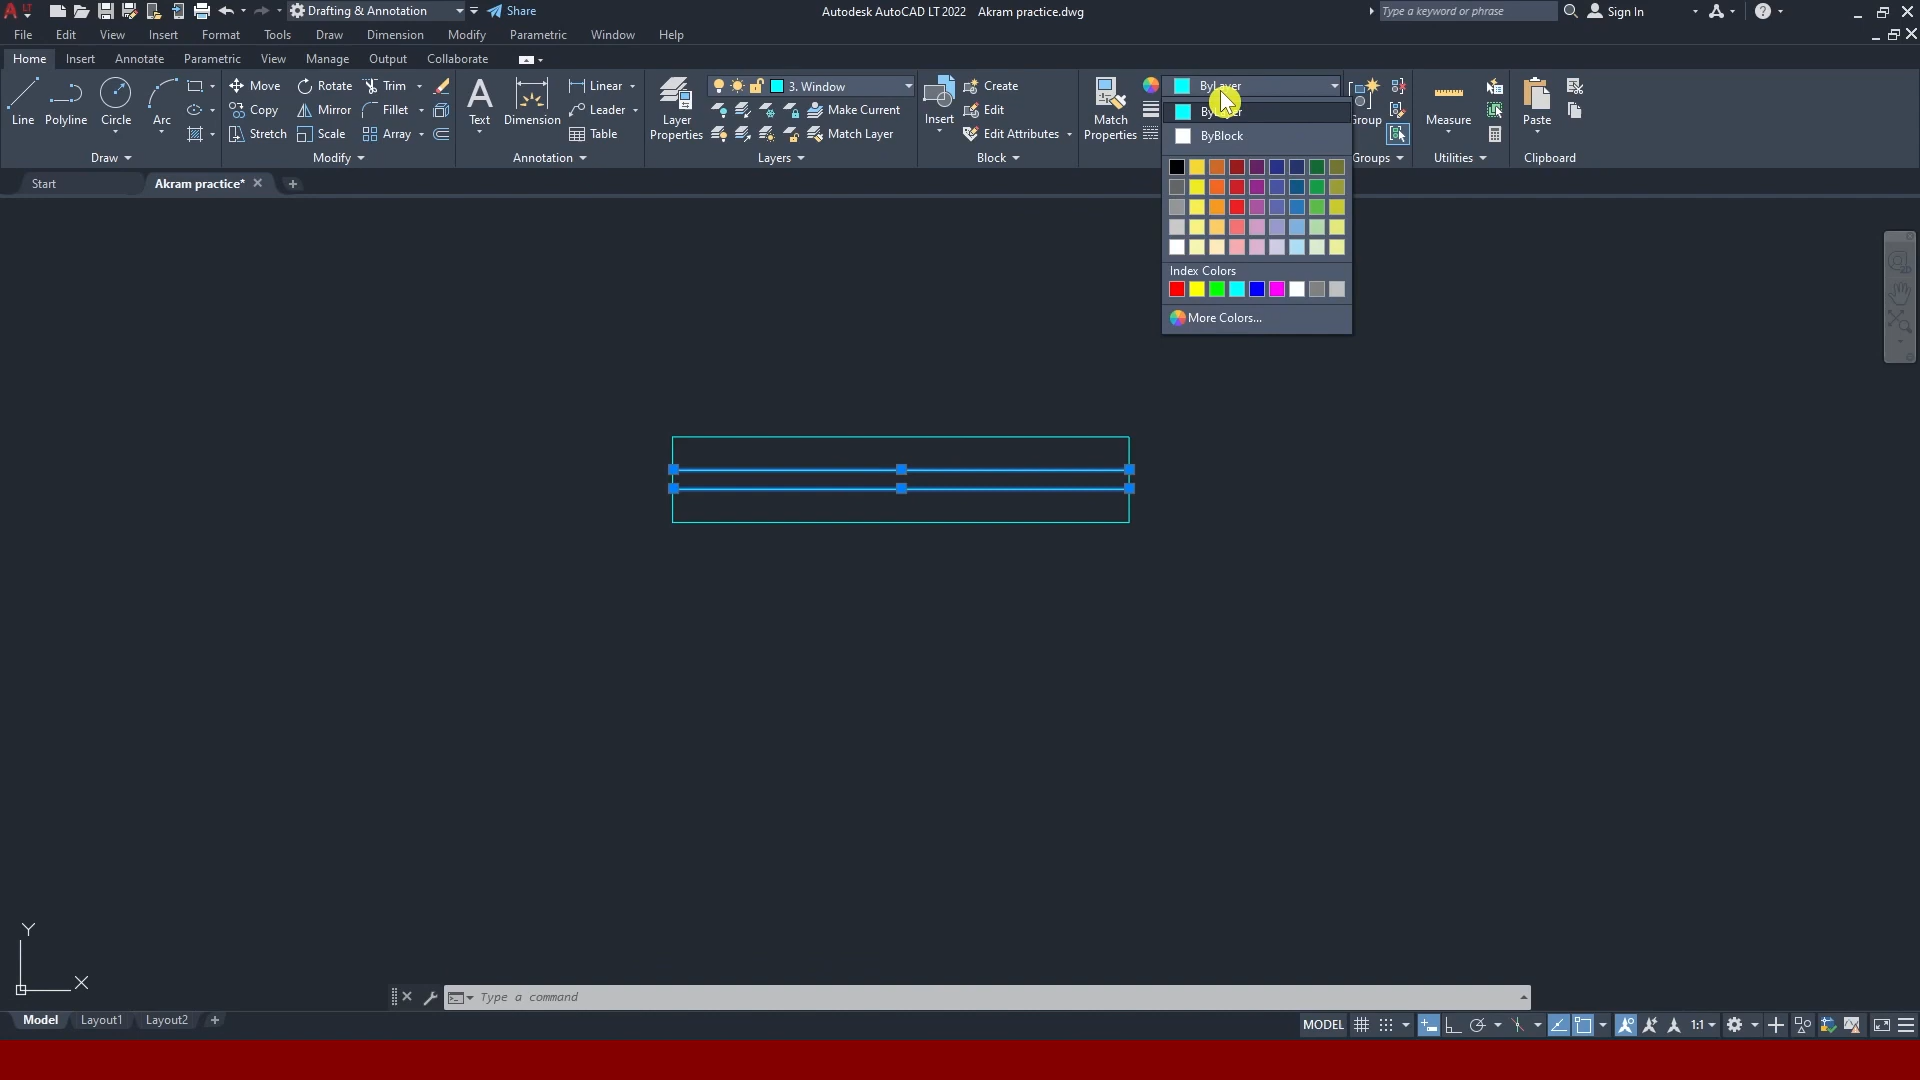 A LT Drafting & Annotation Share Autodesk AutoCAD LT 2022 Akram practice.dwg Type a keyword or phrase Sign In
File Edit View Insert Format Tools Draw Dimension Modify Parametric Window Help
Home Insert Annotate Parametric View Manage Output Collaborate
Move Rotate Trim Linear 3. Window Create ByLayer
Line Polyline Circle Arc Copy Mirror Fillet Text Dimension Leader Layer Properties Make Current Insert Edit Match Properties ByLayer Group Measure Paste
Stretch Scale Array Table Match Layer Edit Attributes ByBlock
Draw Modify Annotation Layers Block Groups Utilities Clipboard
Start Akram practice* +
Index Colors
More Colors...
Y
X
Type a command
Model Layout1 Layout2 +
MODEL 1:1